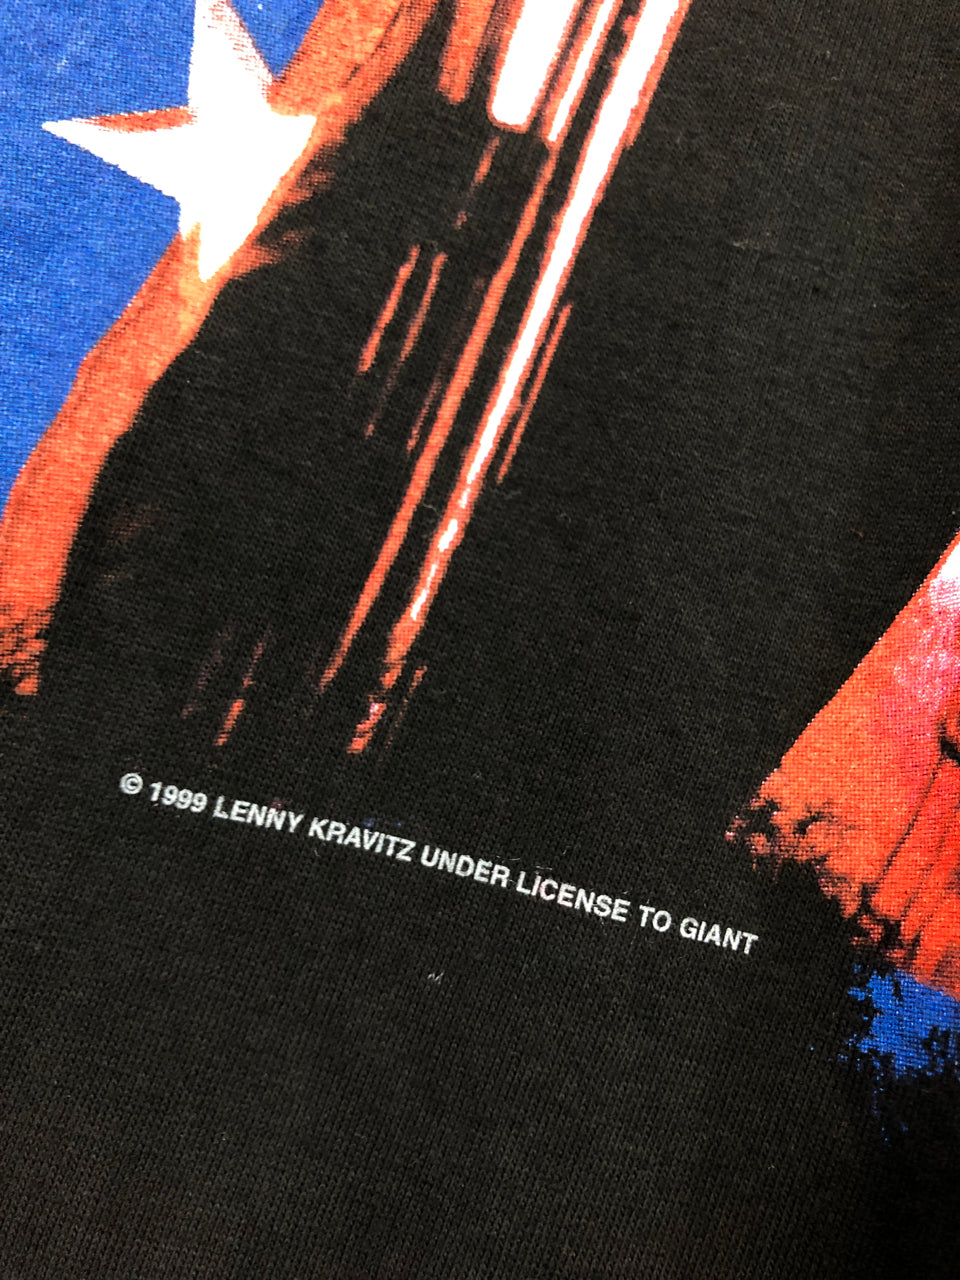 © 1999 LENNY KRAVITZ UNDER LICENSE TO GIANT